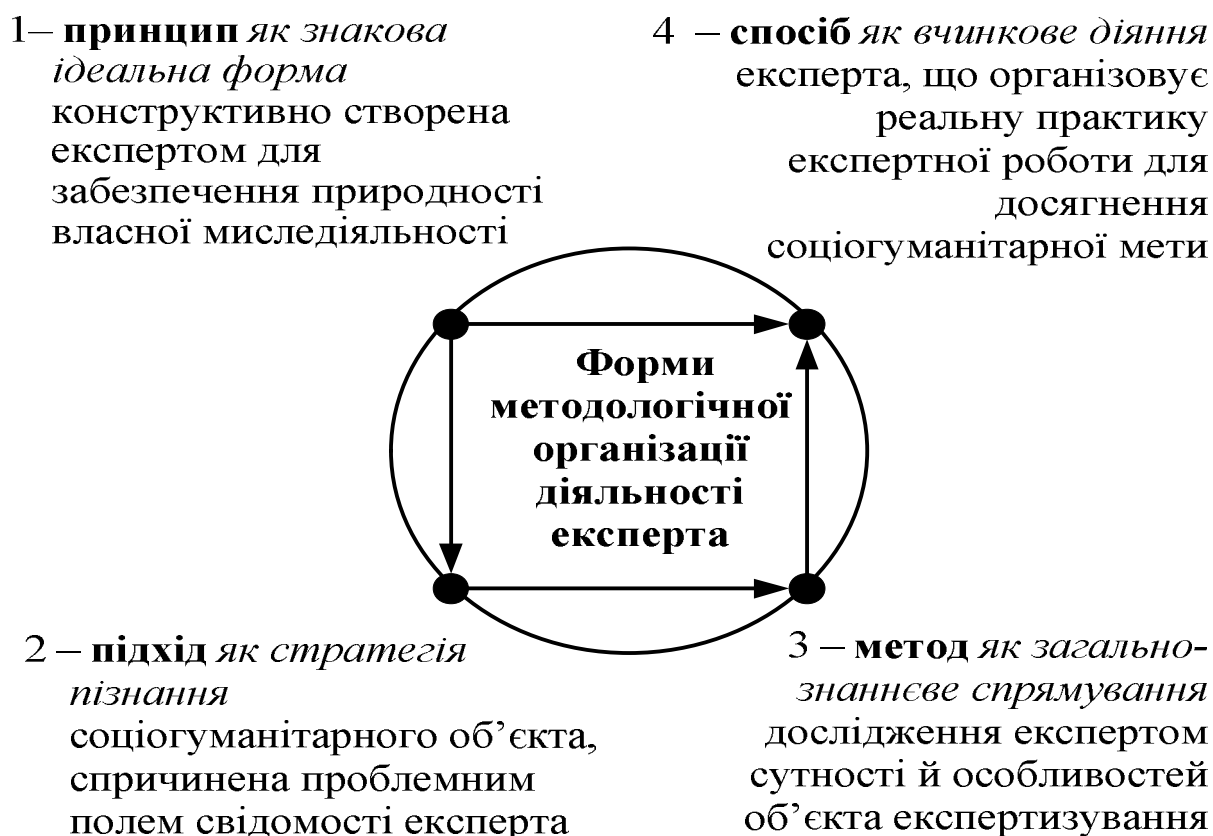 1– принцип як знакова
ідеальна форма
конструктивно створена
експертом для
забезпечення природності
власної миследіяльності
4 – спосіб як вчинкове діяння
експерта, що організовує
реальну практику
експертної роботи для
досягнення
соціогуманітарної мети
Форми
методологічної
організації
діяльності
експерта
2 – підхід як стратегія
пізнання
соціогуманітарного об’єкта,
спричинена проблемним
полем свідомості експерта
3 – метод як загально-
знаннєве спрямування
дослідження експертом
сутності й особливостей
об’єкта експертизування